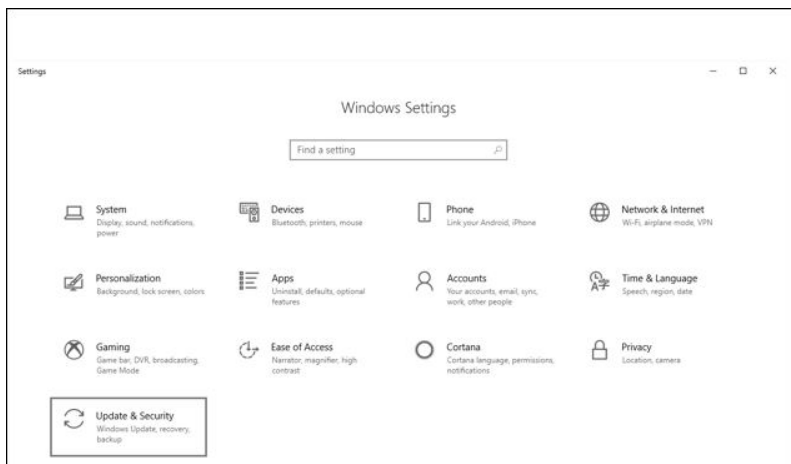 Settings
Windows Settings
Find a setting
System
Display, sound, notifications,
power
Devices
Bluetooth, printers, mouse
Phone
Link your Android, iPhone
Network & Internet
Wi-Fi, airplane mode, VPN
Personalization
Background, lock screen, colors
Apps
Uninstall, defaults, optional
features
Accounts
Your accounts, email, sync,
work, other people
Time & Language
Speech, region, date
Gaming
Game bar, DVR, broadcasting,
Game Mode
Ease of Access
Narrator, magnifier, high
contrast
Cortana
Cortana language, permissions,
notifications
Privacy
Location, camera
Update & Security
Windows Update, recovery,
backup